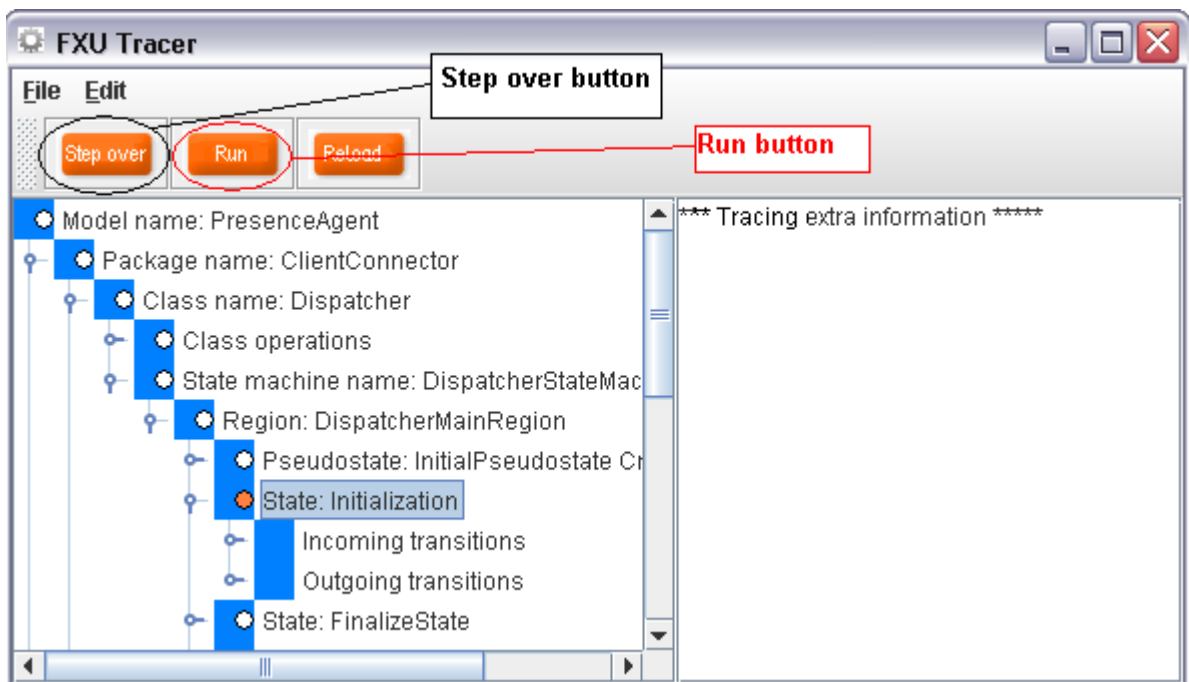 FXU Tracer
Step over button
File Edit
Step over Run Reload
Run button
Model name: PresenceAgent
*** Tracing extra information *****
Package name: ClientConnector
Class name: Dispatcher
Class operations
State machine name: DispatcherStateMac
Region: DispatcherMainRegion
Pseudostate: InitialPseudostate Cr
State: Initialization
Incoming transitions
Outgoing transitions
State: FinalizeState